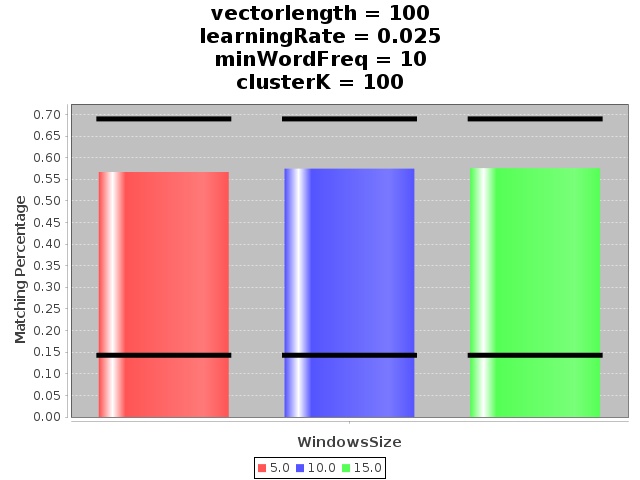 vectorlength = 100
learningRate = 0.025
minWordFreq = 10
clusterK = 100
0.70
0.65
0.60
0.55
0.50
0.45
0.40
0.35
0.30
0.25
0.20
0.15
0.10
0.05
0.00
Matching Percentage
WindowsSize
5.0 10.0 15.0